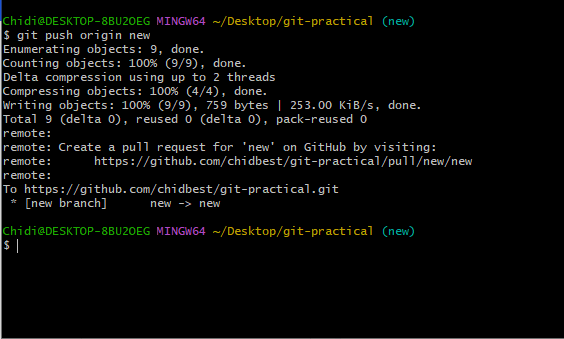 Chidi@DESKTOP-8BU2OEG MINGW64 ~/Desktop/git-practical (new)
$ git push origin new
Enumerating objects: 9, done.
Counting objects: 100% (9/9), done.
Delta compression using up to 2 threads
Compressing objects: 100% (4/4), done.
Writing objects: 100% (9/9), 759 bytes | 253.00 KiB/s, done.
Total 9 (delta 0), reused 0 (delta 0), pack-reused 0
remote:
remote: Create a pull request for 'new' on GitHub by visiting:
remote:      https://github.com/chidbest/git-practical/pull/new/new
remote:
To https://github.com/chidbest/git-practical.git
 * [new branch]      new -> new
Chidi@DESKTOP-8BU2OEG MINGW64 ~/Desktop/git-practical (new)
$